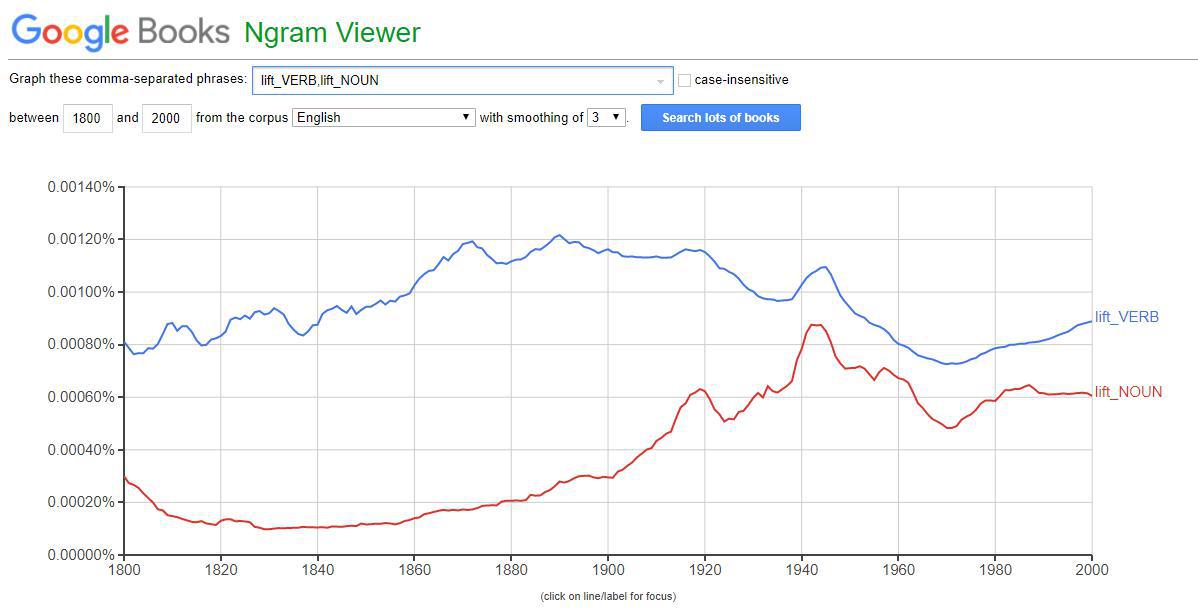 Google Books Ngram Viewer
Graph these comma-separated phrases: lift_VERB,lift_NOUN case-insensitive
between 1800 and 2000 from the corpus English with smoothing of 3 . Search lots of books
0.00140%
0.00120%
0.00100%
lift_VERB
0.00080%
0.00060%
lift_NOUN
0.00040%
0.00020%
0.00000%
1800 1820 1840 1860 1880 1900 1920 1940 1960 1980 2000
(click on line/label for focus)